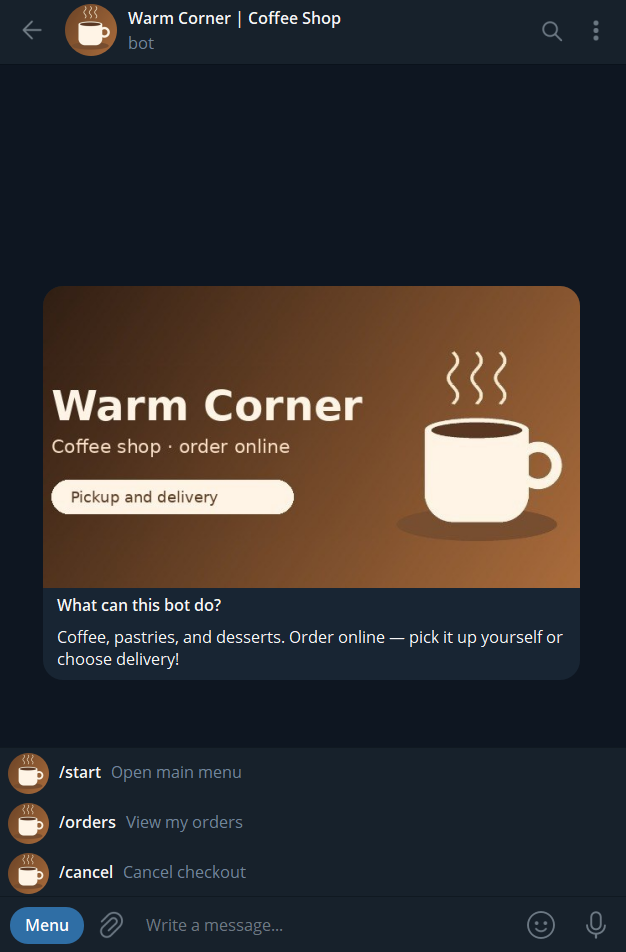 Warm Corner | Coffee Shop
bot
Warm Corner
Coffee shop · order online
Pickup and delivery
What can this bot do?
Coffee, pastries, and desserts. Order online — pick it up yourself or
choose delivery!
/start Open main menu
/orders View my orders
/cancel Cancel checkout
Menu Write a message...